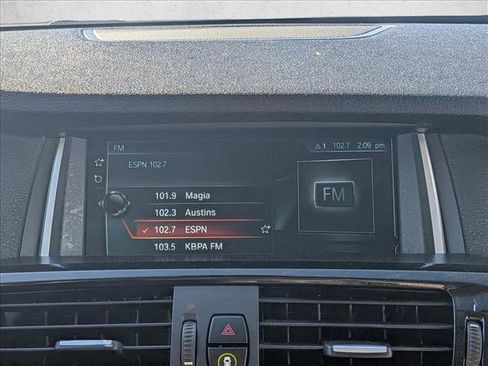 FM
1 102.7 2:09 pm
ESPN 102.7
101.9 Magia
102.3 Austins
102.7 ESPN
103.5 KBPA FM
FM